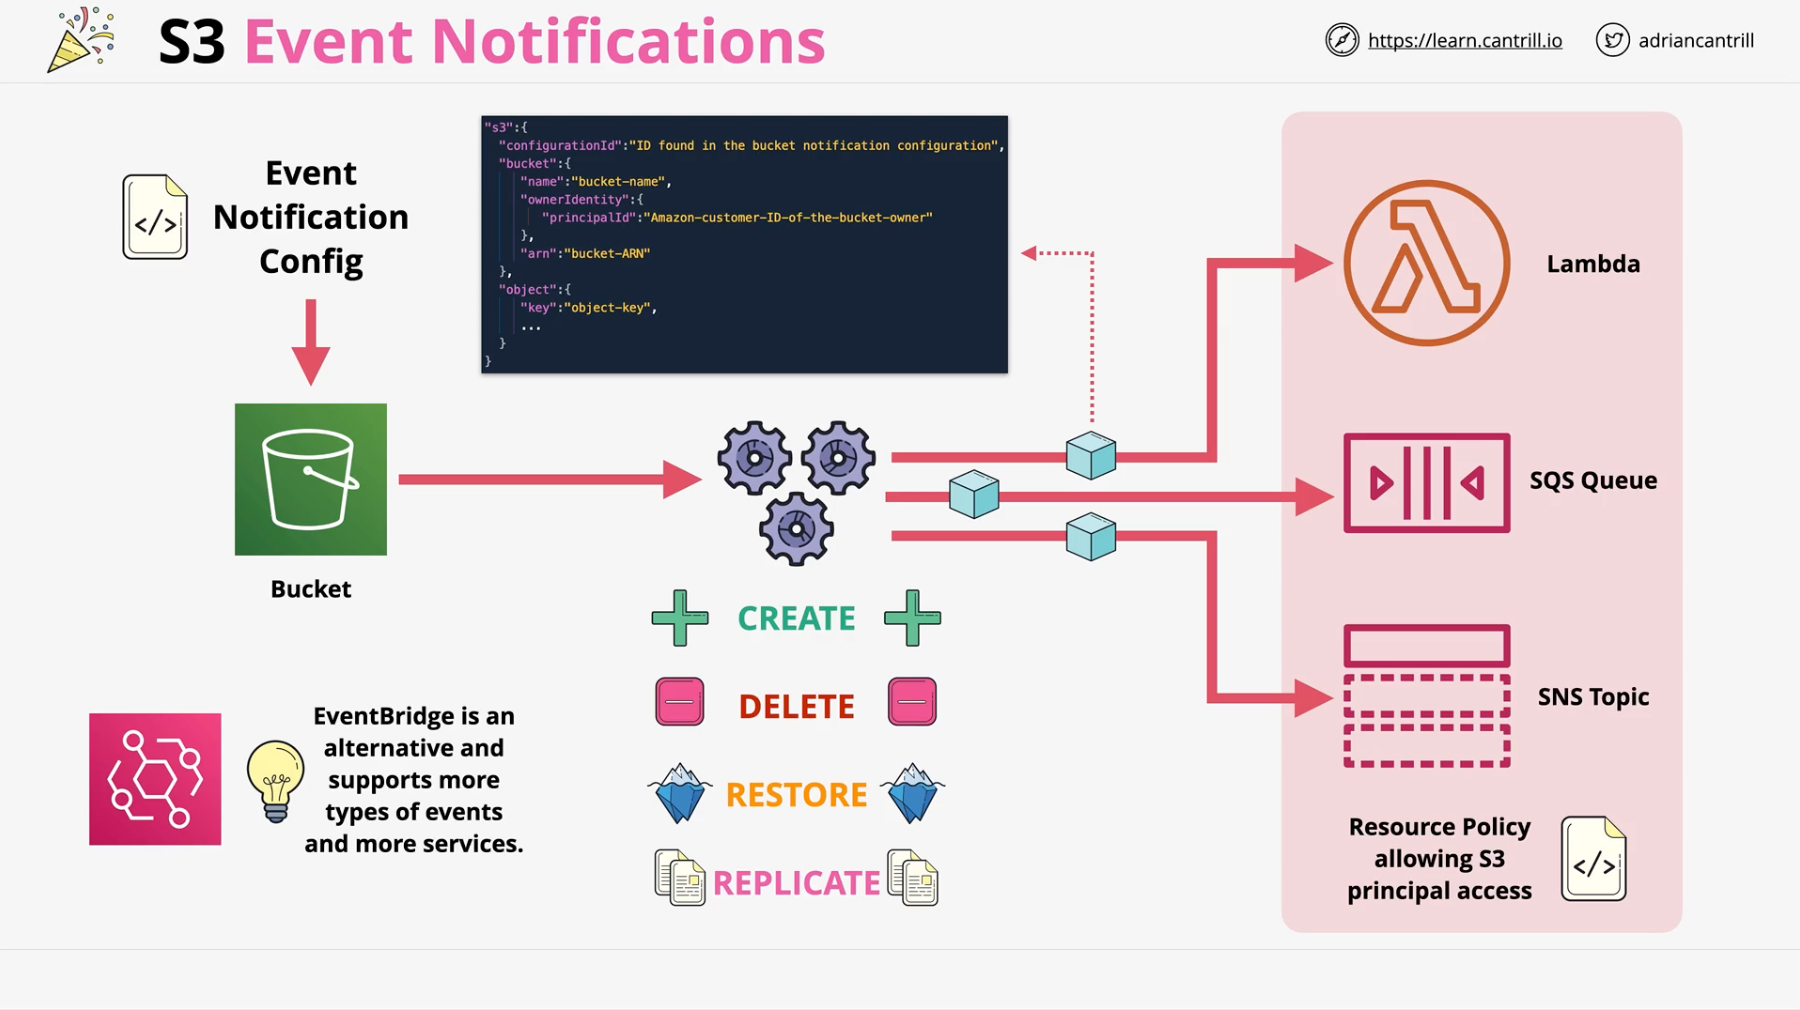 S3 Event Notifications
https://learn.cantrill.io
adriancantrill
Event
Notification
Config
"s3":{
"configurationId":"ID found in the bucket notification configuration",
"bucket":{
"name":"bucket-name",
"ownerIdentity":{
"principalId":"Amazon-customer-ID-of-the-bucket-owner"
},
"arn":"bucket-ARN"
},
"object":{
"key":"object-key",
...
}
}
Bucket
CREATE
DELETE
RESTORE
REPLICATE
EventBridge is an
alternative and
supports more
types of events
and more services.
Lambda
SQS Queue
SNS Topic
Resource Policy
allowing S3
principal access
</>
</>